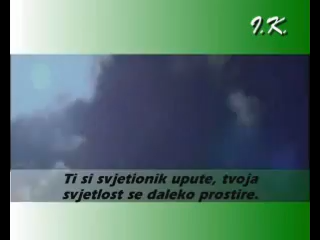 I.K.
Ti si svjetionik upute, tvoja
svjetlost se daleko prostire.